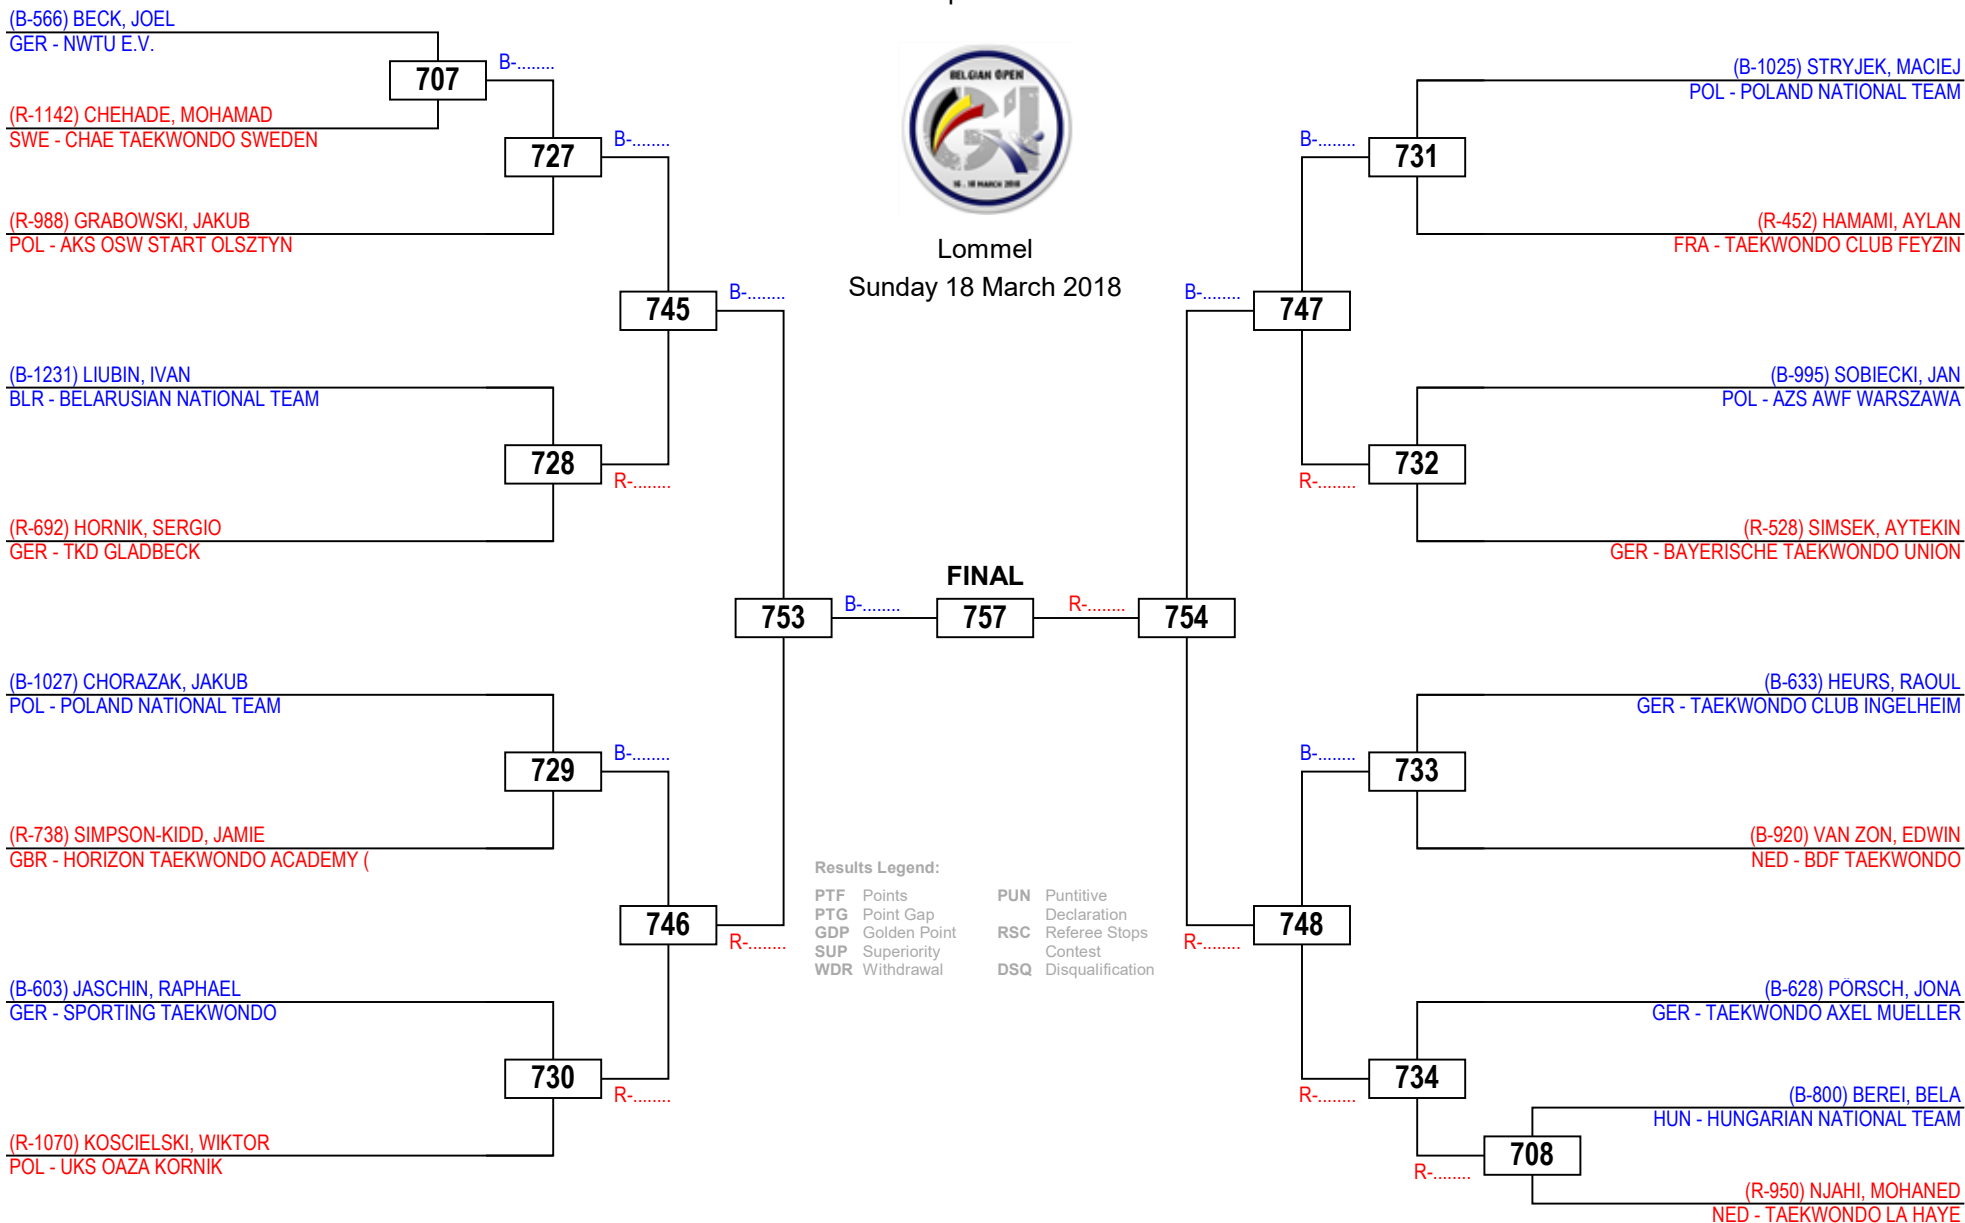 (B-566) BECK, JOEL
GER - NWTU E.V.
707
B-........
(R-1142) CHEHADE, MOHAMAD
SWE - CHAE TAEKWONDO SWEDEN
727
B-........
(R-988) GRABOWSKI, JAKUB
POL - AKS OSW START OLSZTYN
745
B-........
(B-1231) LIUBIN, IVAN
BLR - BELARUSIAN NATIONAL TEAM
728
R-........
(R-692) HORNIK, SERGIO
GER - TKD GLADBECK
753
B-........
(B-1027) CHORAZAK, JAKUB
POL - POLAND NATIONAL TEAM
729
B-........
(R-738) SIMPSON-KIDD, JAMIE
GBR - HORIZON TAEKWONDO ACADEMY (
746
R-........
(B-603) JASCHIN, RAPHAEL
GER - SPORTING TAEKWONDO
730
R-........
(R-1070) KOSCIELSKI, WIKTOR
POL - UKS OAZA KORNIK
BELGIAN OPEN
G1
16 . 18 MARCH 2018
Lommel
Sunday 18 March 2018
FINAL
757
Results Legend:
PTF Points
PTG Point Gap
GDP Golden Point
SUP Superiority
WDR Withdrawal
PUN Puntitive
Declaration
RSC Referee Stops
Contest
DSQ Disqualification
(B-1025) STRYJEK, MACIEJ
POL - POLAND NATIONAL TEAM
B-........
731
(R-452) HAMAMI, AYLAN
FRA - TAEKWONDO CLUB FEYZIN
B-........
747
(B-995) SOBIECKI, JAN
POL - AZS AWF WARSZAWA
732
R-........
(R-528) SIMSEK, AYTEKIN
GER - BAYERISCHE TAEKWONDO UNION
R-........
754
(B-633) HEURS, RAOUL
GER - TAEKWONDO CLUB INGELHEIM
B-........
733
(B-920) VAN ZON, EDWIN
NED - BDF TAEKWONDO
748
R-........
(B-628) PÖRSCH, JONA
GER - TAEKWONDO AXEL MUELLER
734
R-........
(B-800) BEREI, BELA
HUN - HUNGARIAN NATIONAL TEAM
708
R-........
(R-950) NJAHI, MOHANED
NED - TAEKWONDO LA HAYE